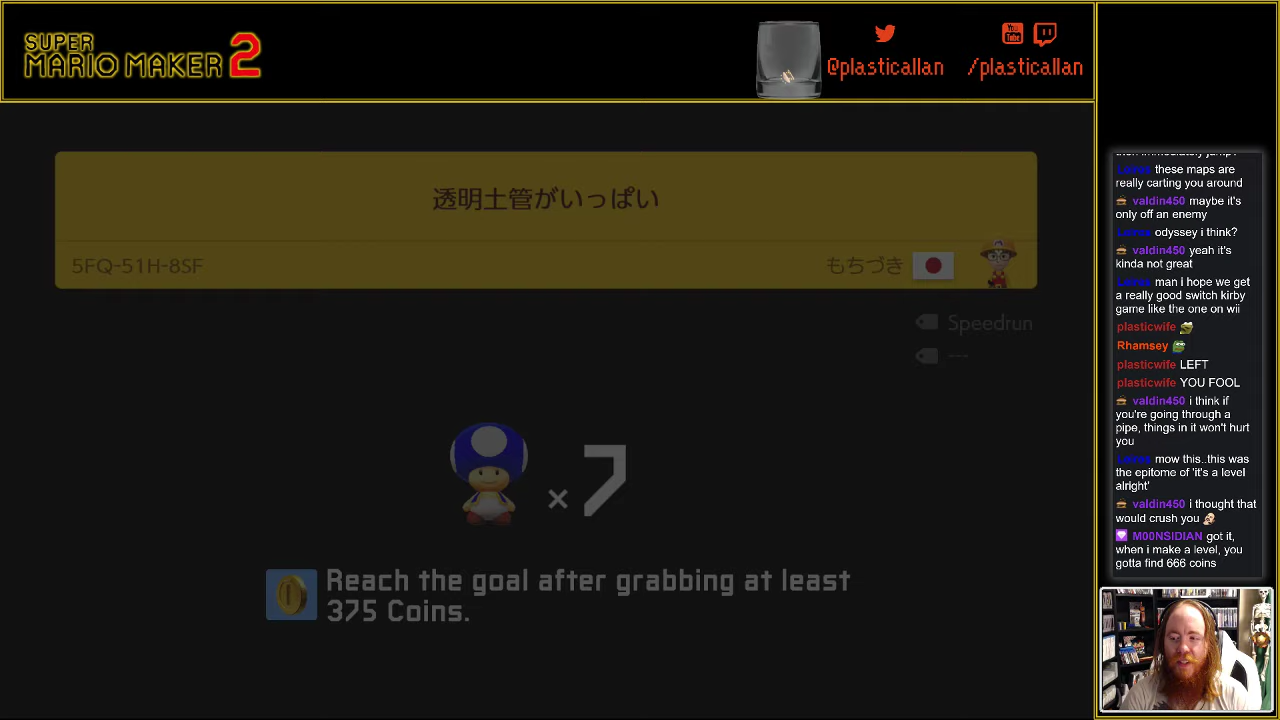 SUPER
MARIO MAKER 2
@plasticallan
/plasticallan
透明土管がいっぱい
5FQ-51H-8SF
もちづき
Speedrun
---
× 7
Reach the goal after grabbing at least
375 Coins.
then immediately jump?
these maps are
really carting you around
valdin450 maybe it's
only off an enemy
odyssey i think?
valdin450 yeah it's
kinda not great
man i hope we get
a really good switch kirby
game like the one on wii
plasticwife
Rhamsey
plasticwife LEFT
plasticwife YOU FOOL
valdin450 i think if
you're going through a
pipe, things in it won't hurt
you
mow this..this was
the epitome of 'it's a level
alright'
valdin450 i thought that
would crush you
M00NSIDIAN got it,
when i make a level, you
gotta find 666 coins